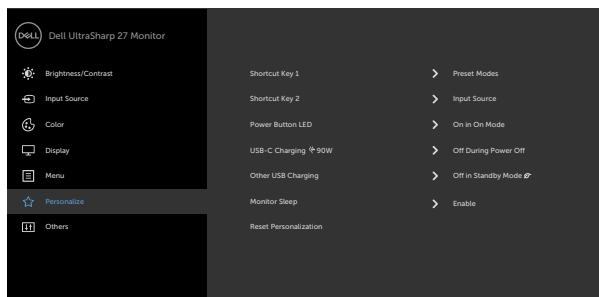 DELL Dell UltraSharp 27 Monitor
Brightness/Contrast Shortcut Key 1 Preset Modes
Input Source Shortcut Key 2 Input Source
Color Power Button LED On in On Mode
Display USB-C Charging 90W Off During Power Off
Menu Other USB Charging Off in Standby Mode
Personalize Monitor Sleep Enable
Others Reset Personalization